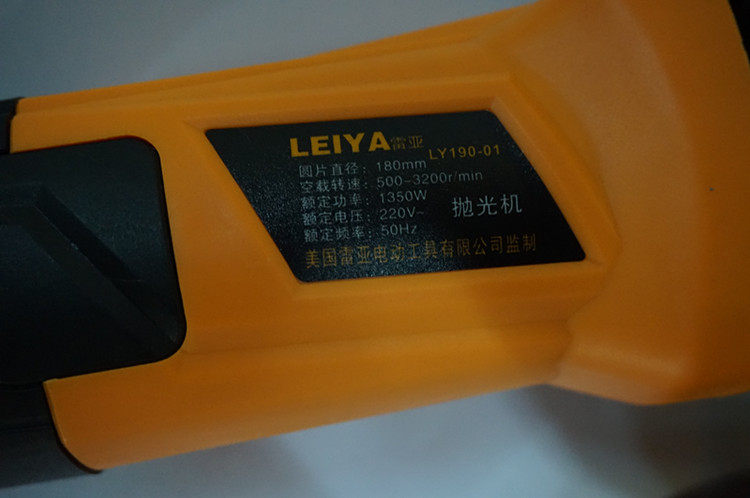 LEIYA雷亚 LY190-01
圆片直径：180mm
空载转速：500-3200r/min
额定功率：1350W
额定电压：220V~
额定频率：50Hz
抛光机
美国雷亚电动工具有限公司监制